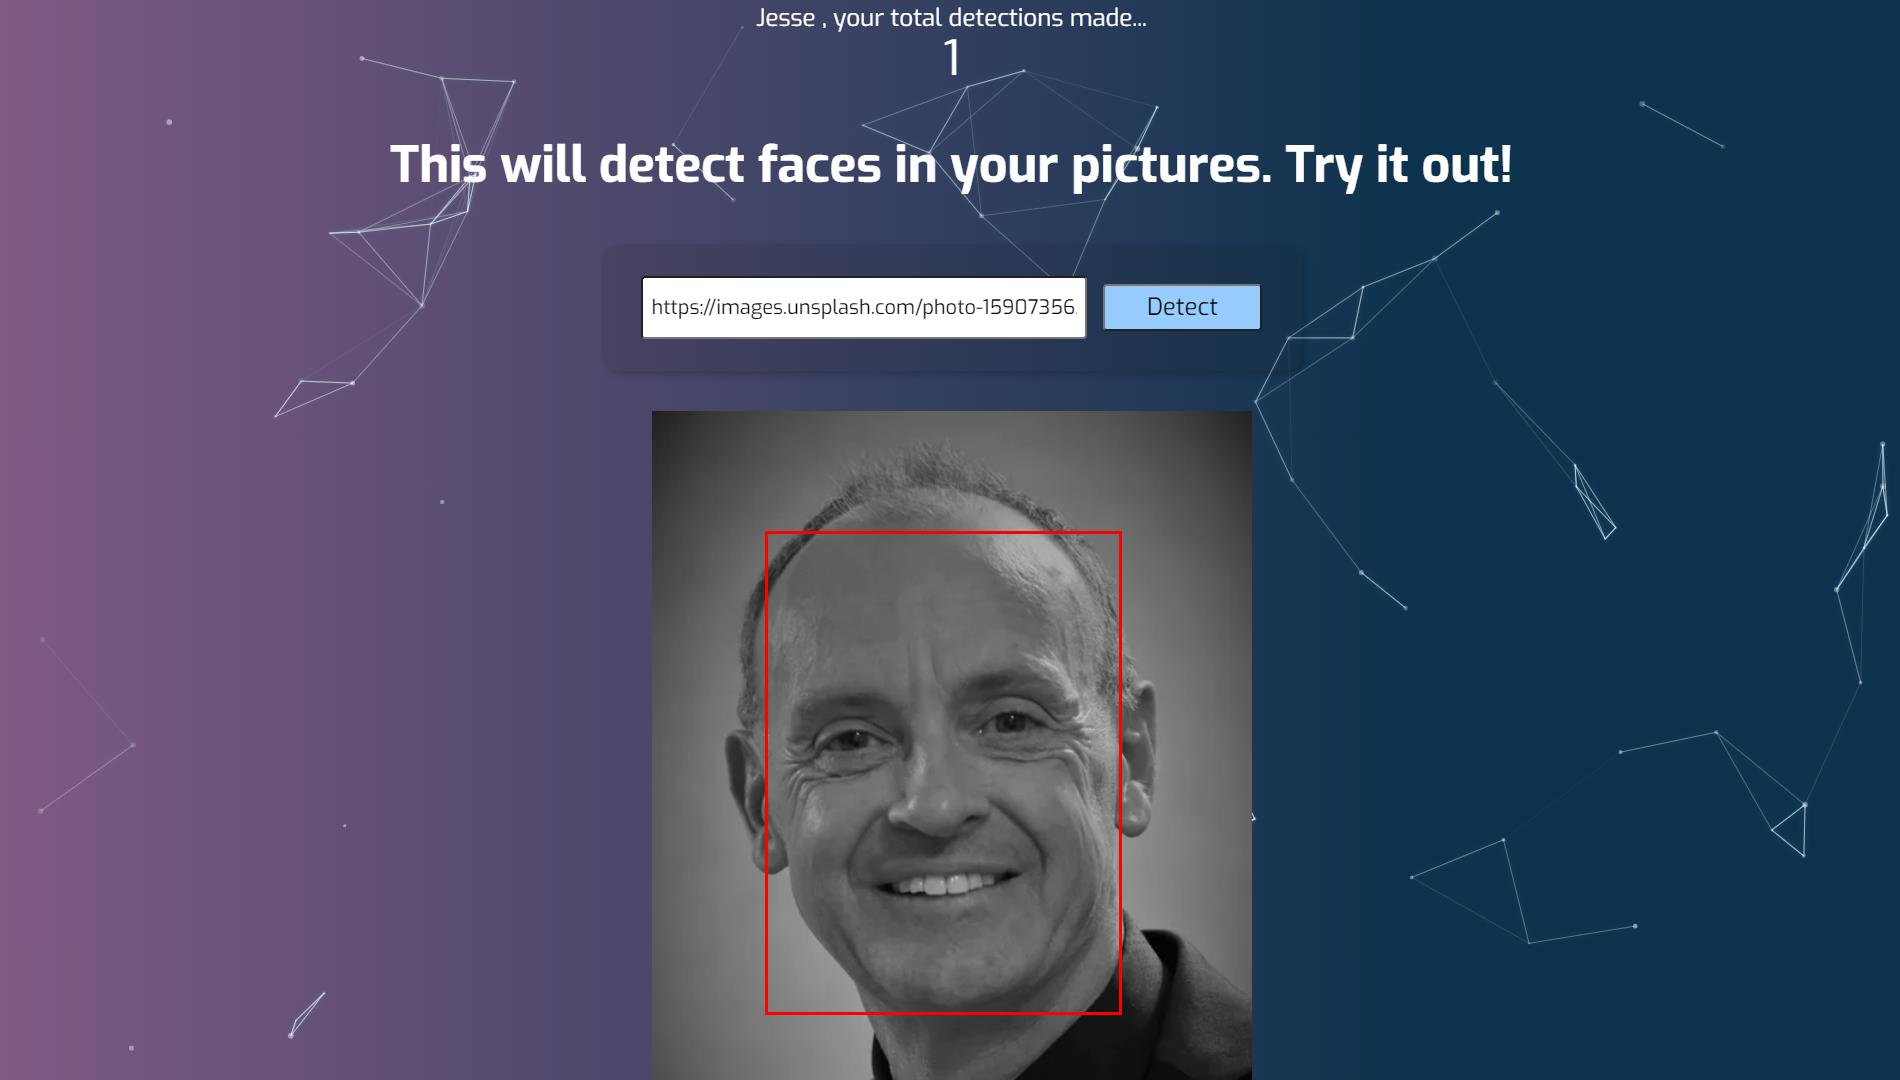 Jesse , your total detections made...
1
This will detect faces in your pictures. Try it out!
https://images.unsplash.com/photo-15907356
Detect